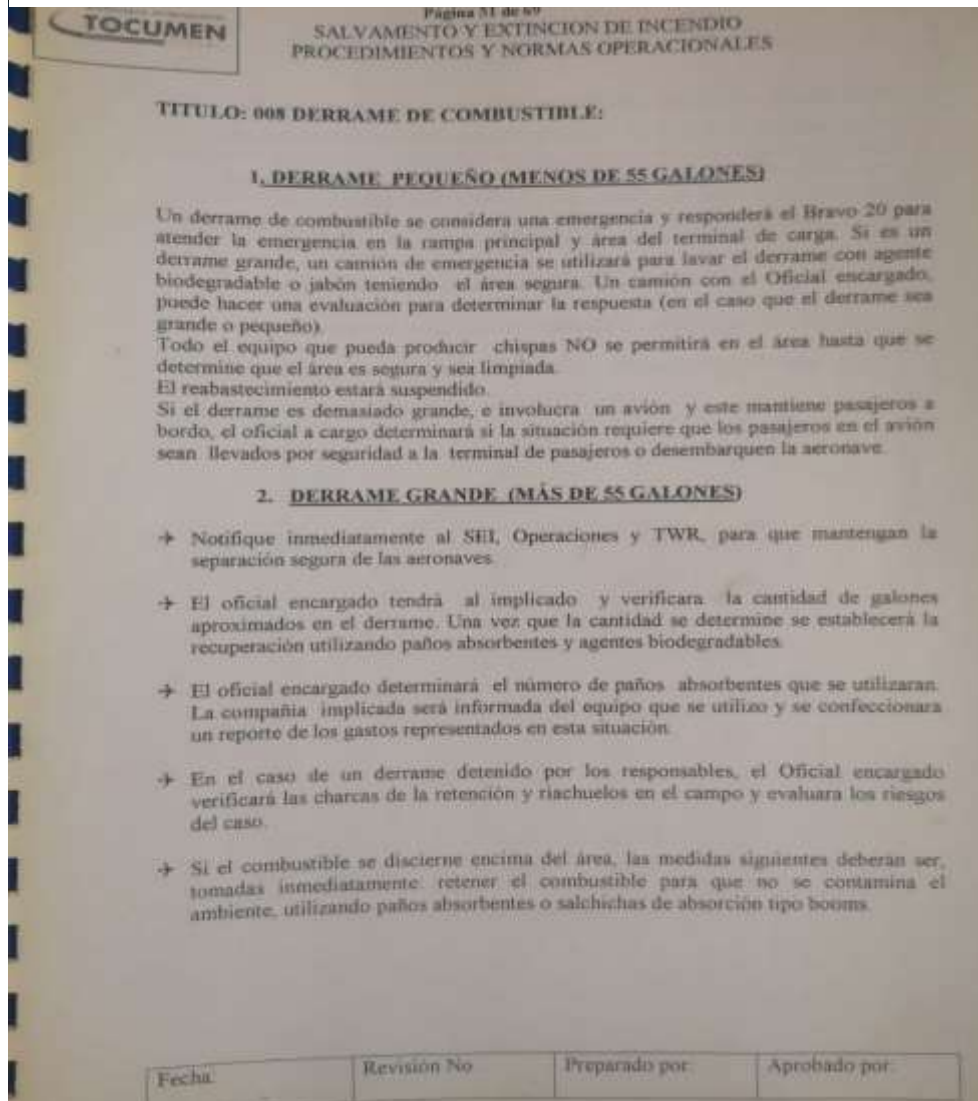 TOCUMEN
Página 51 de 69
SALVAMENTO Y EXTINCION DE INCENDIO
PROCEDIMIENTOS Y NORMAS OPERACIONALES
TITULO: 008 DERRAME DE COMBUSTIBLE:
1. DERRAME PEQUEÑO (MENOS DE 55 GALONES)
Un derrame de combustible se considera una emergencia y responderá el Bravo 20 para
atender la emergencia en la rampa principal y área del terminal de carga. Si es un
derrame grande, un camión de emergencia se utilizará para lavar el derrame con agente
biodegradable o jabón teniendo el área segura. Un camión con el Oficial encargado,
puede hacer una evaluación para determinar la respuesta (en el caso que el derrame sea
grande o pequeño).
Todo el equipo que pueda producir chispas NO se permitirá en el área hasta que se
determine que el área es segura y sea limpiada.
El reabastecimiento estará suspendido.
Si el derrame es demasiado grande, e involucra un avión y este mantiene pasajeros a
bordo, el oficial a cargo determinará si la situación requiere que los pasajeros en el avión
sean llevados por seguridad a la terminal de pasajeros o desembarquen la aeronave.
2. DERRAME GRANDE (MÁS DE 55 GALONES)
✈ Notifique inmediatamente al SEI, Operaciones y TWR, para que mantengan la
separación segura de las aeronaves.
✈ El oficial encargado tendrá al implicado y verificara la cantidad de galones
aproximados en el derrame. Una vez que la cantidad se determine se establecerá la
recuperación utilizando paños absorbentes y agentes biodegradables.
✈ El oficial encargado determinará el número de paños absorbentes que se utilizaran.
La compañía implicada será informada del equipo que se utilizo y se confeccionara
un reporte de los gastos representados en esta situación.
✈ En el caso de un derrame detenido por los responsables, el Oficial encargado
verificará las charcas de la retención y riachuelos en el campo y evaluara los riesgos
del caso.
✈ Si el combustible se discierne encima del área, las medidas siguientes deberán ser,
tomadas inmediatamente: retener el combustible para que no se contamina el
ambiente, utilizando paños absorbentes o salchichas de absorción tipo booms.
Fecha: Revisión No Preparado por: Aprobado por: